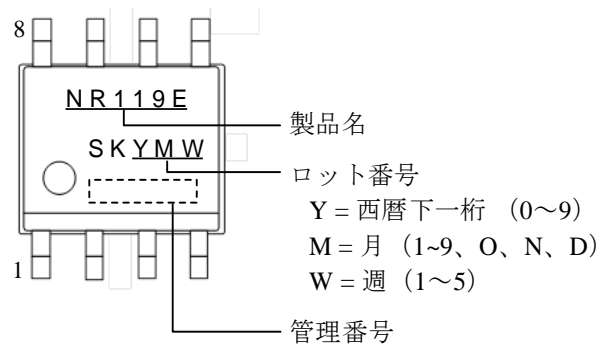 8
NR119E
製品名
SKYMW
ロット番号
Y = 西暦下一桁 （0～9）
M = 月（1~9、O、N、D）
W = 週（1～5）
1
管理番号